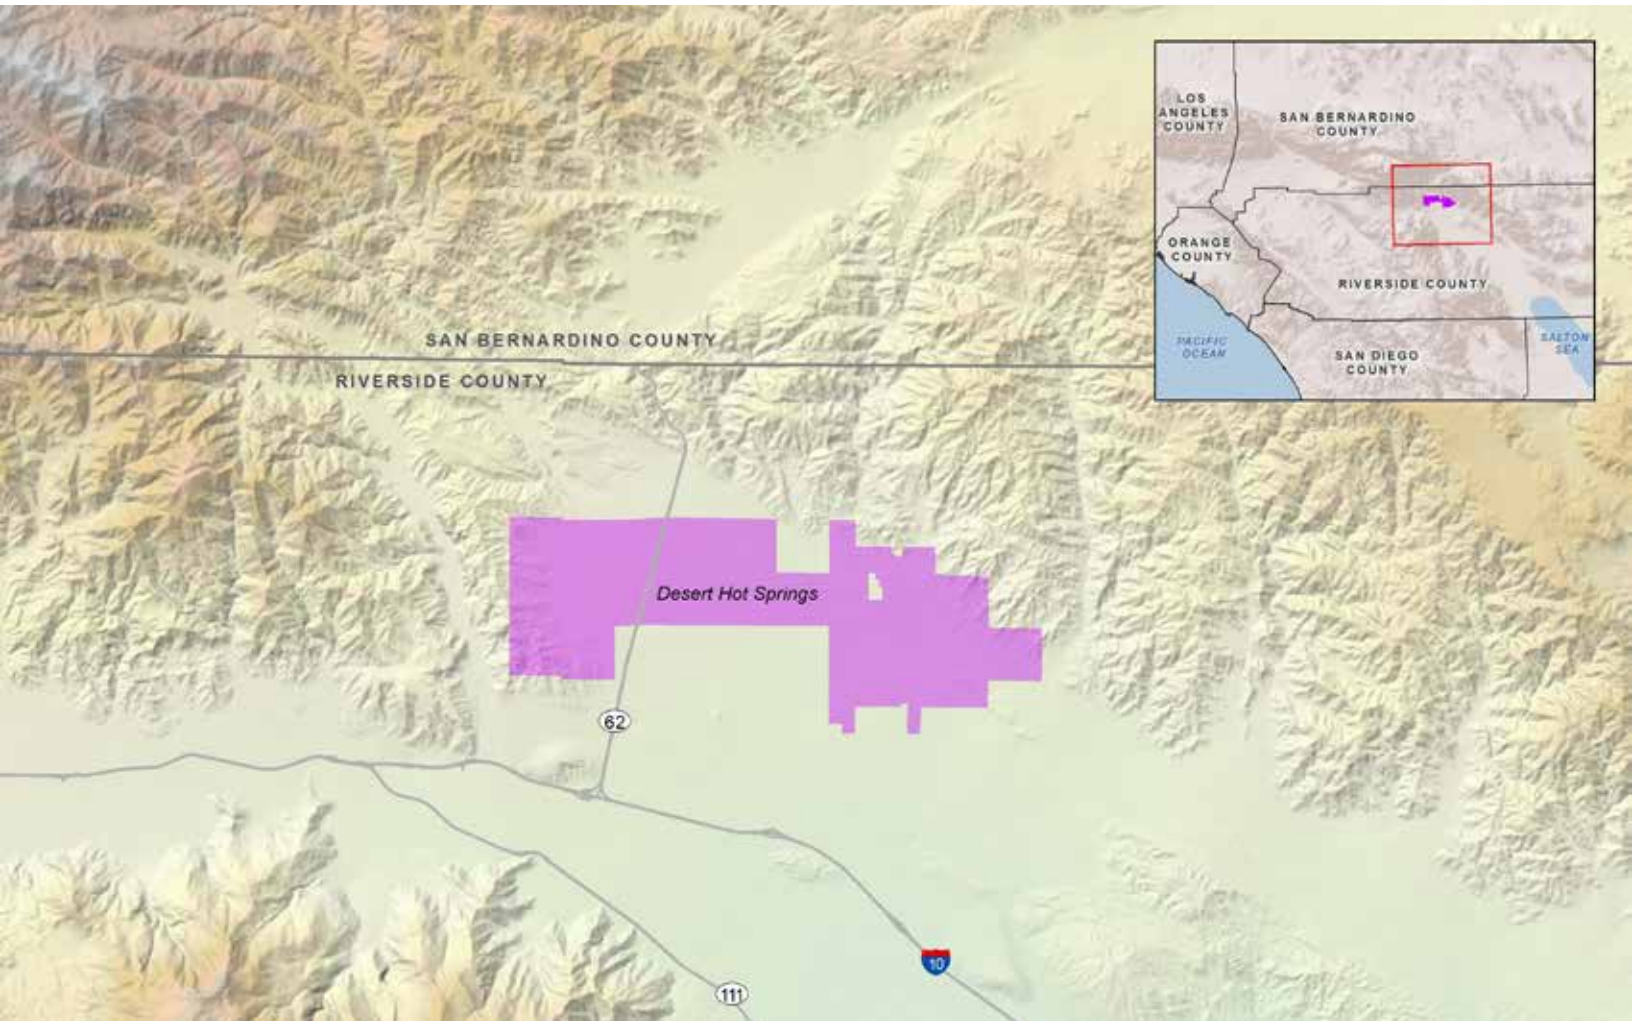 LOS
ANGELES
COUNTY
SAN BERNARDINO
COUNTY
ORANGE
COUNTY
RIVERSIDE COUNTY
PACIFIC
OCEAN
SAN DIEGO
COUNTY
SALTON
SEA
SAN BERNARDINO COUNTY
RIVERSIDE COUNTY
Desert Hot Springs
62
10
111